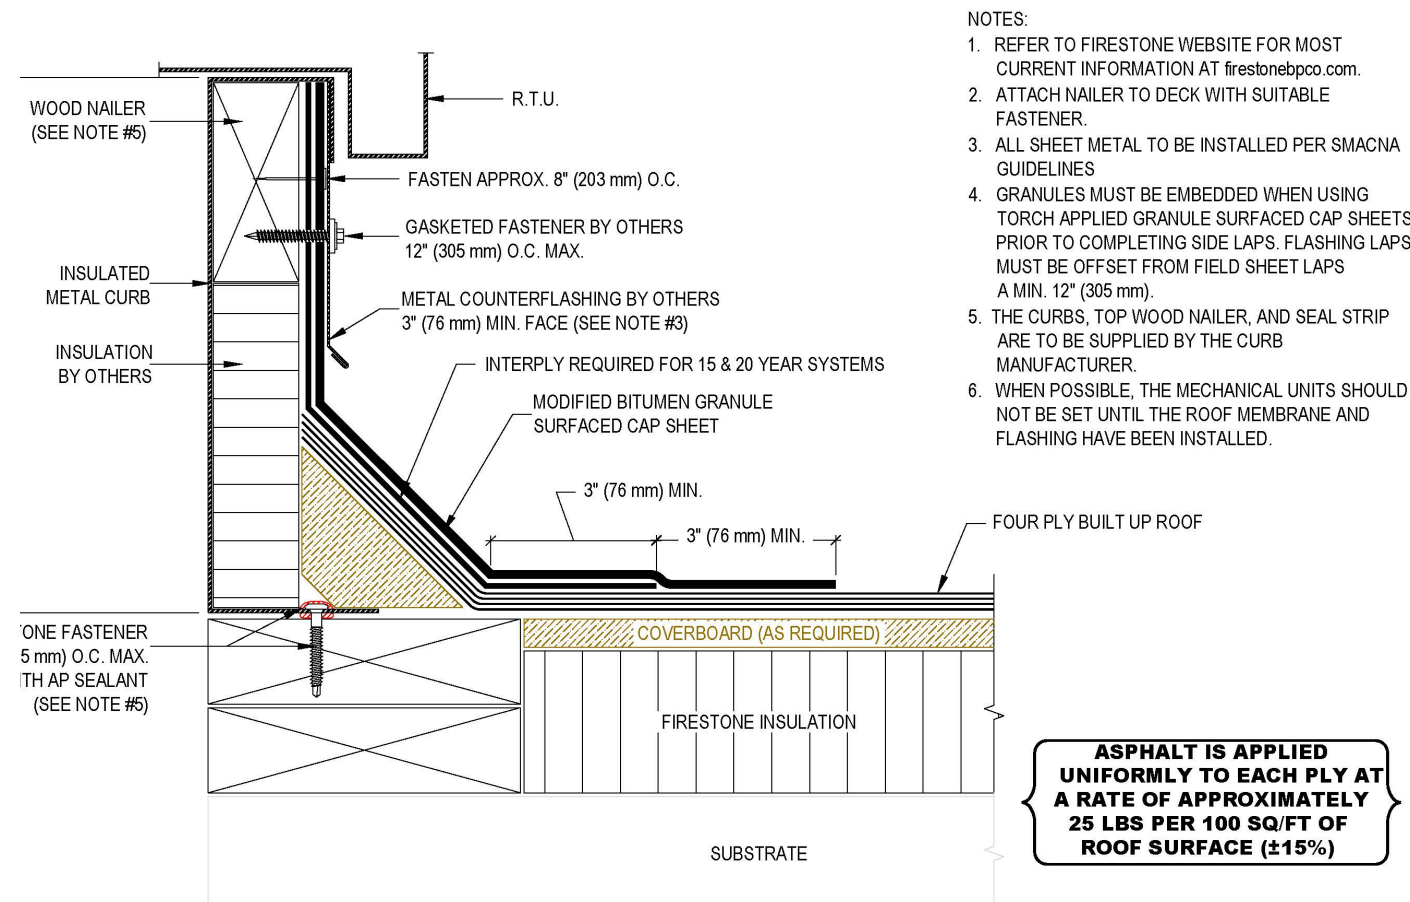 NOTES:
1. REFER TO FIRESTONE WEBSITE FOR MOST
CURRENT INFORMATION AT firestonebpco.com.
2. ATTACH NAILER TO DECK WITH SUITABLE
FASTENER.
3. ALL SHEET METAL TO BE INSTALLED PER SMACNA
GUIDELINES
4. GRANULES MUST BE EMBEDDED WHEN USING
TORCH APPLIED GRANULE SURFACED CAP SHEETS
PRIOR TO COMPLETING SIDE LAPS. FLASHING LAPS
MUST BE OFFSET FROM FIELD SHEET LAPS
A MIN. 12" (305 mm).
5. THE CURBS, TOP WOOD NAILER, AND SEAL STRIP
ARE TO BE SUPPLIED BY THE CURB
MANUFACTURER.
6. WHEN POSSIBLE, THE MECHANICAL UNITS SHOULD
NOT BE SET UNTIL THE ROOF MEMBRANE AND
FLASHING HAVE BEEN INSTALLED.
R.T.U.
WOOD NAILER
(SEE NOTE #5)
FASTEN APPROX. 8" (203 mm) O.C.
GASKETED FASTENER BY OTHERS
12" (305 mm) O.C. MAX.
INSULATED
METAL CURB
METAL COUNTERFLASHING BY OTHERS
3" (76 mm) MIN. FACE (SEE NOTE #3)
INSULATION
BY OTHERS
INTERPLY REQUIRED FOR 15 & 20 YEAR SYSTEMS
MODIFIED BITUMEN GRANULE
SURFACED CAP SHEET
3" (76 mm) MIN.
3" (76 mm) MIN.
FOUR PLY BUILT UP ROOF
COVERBOARD (AS REQUIRED)
ONE FASTENER
5 mm) O.C. MAX.
TH AP SEALANT
(SEE NOTE #5)
FIRESTONE INSULATION
SUBSTRATE
ASPHALT IS APPLIED
UNIFORMLY TO EACH PLY AT
A RATE OF APPROXIMATELY
25 LBS PER 100 SQ/FT OF
ROOF SURFACE (±15%)